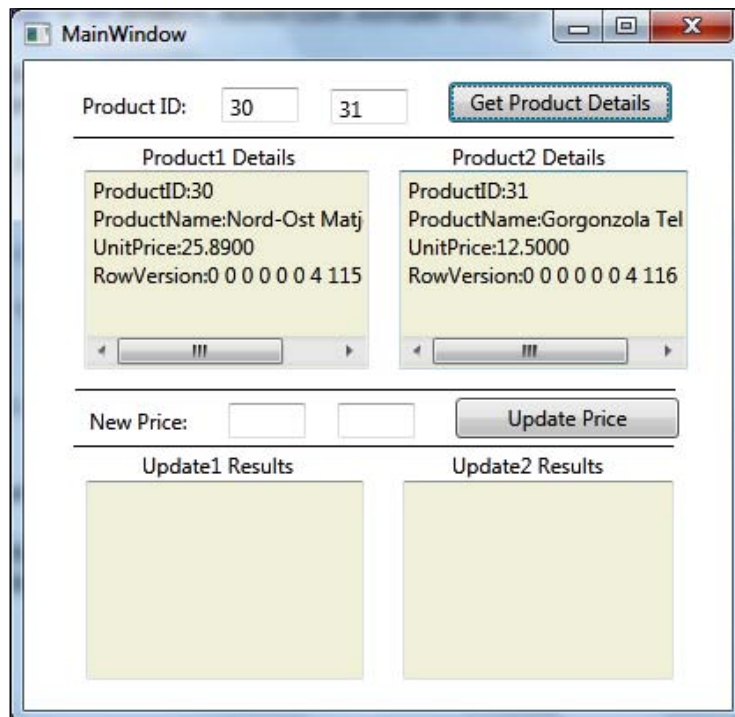 MainWindow
Product ID: 30 31 Get Product Details
Product1 Details Product2 Details
ProductID:30
ProductName:Nord-Ost Matj
UnitPrice:25.8900
RowVersion:0 0 0 0 0 0 4 115
ProductID:31
ProductName:Gorgonzola Tel
UnitPrice:12.5000
RowVersion:0 0 0 0 0 0 4 116
New Price: Update Price
Update1 Results Update2 Results